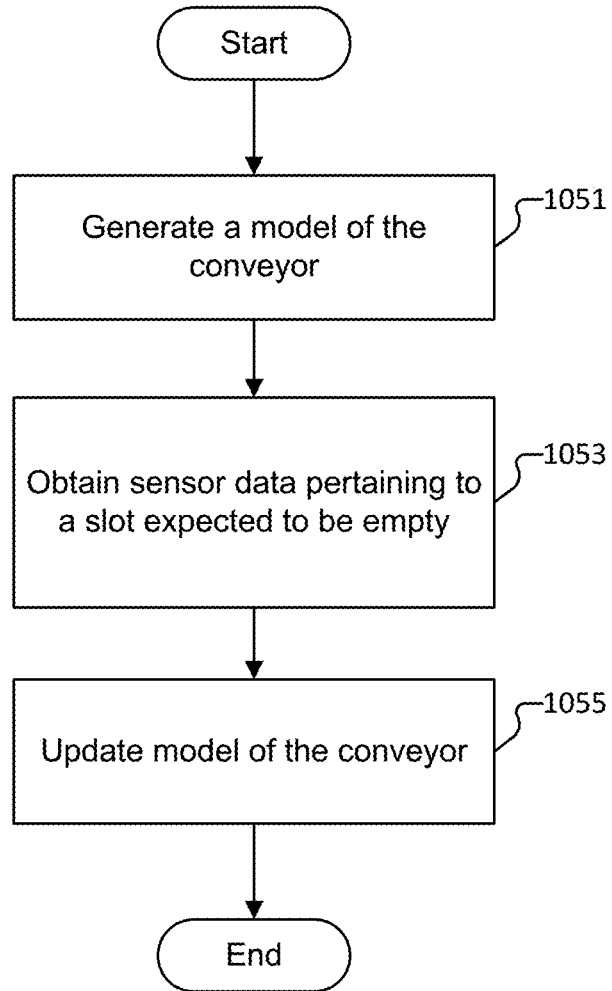 Start
Generate a model of the
conveyor
1051
Obtain sensor data pertaining to
a slot expected to be empty
1053
Update model of the conveyor
1055
End